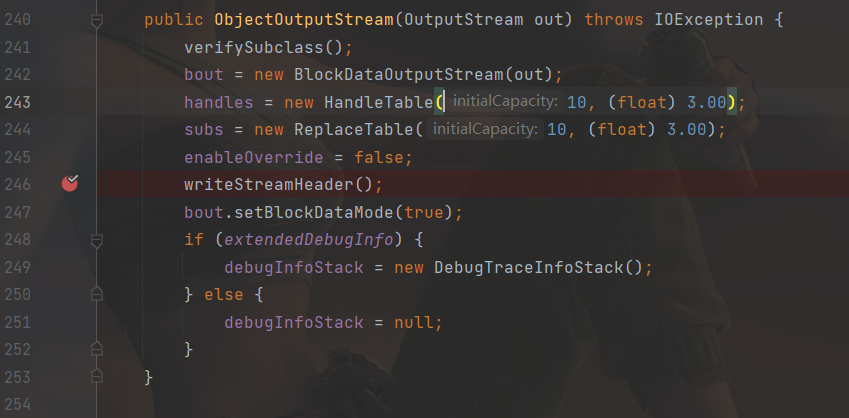 240 public ObjectOutputStream(OutputStream out) throws IOException {
241 verifySubclass();
242 bout = new BlockDataOutputStream(out);
243 handles = new HandleTable( initialCapacity: 10, (float) 3.00);
244 subs = new ReplaceTable( initialCapacity: 10, (float) 3.00);
245 enableOverride = false;
246 writeStreamHeader();
247 bout.setBlockDataMode(true);
248 if (extendedDebugInfo) {
249 debugInfoStack = new DebugTraceInfoStack();
250 } else {
251 debugInfoStack = null;
252 }
253 }
254